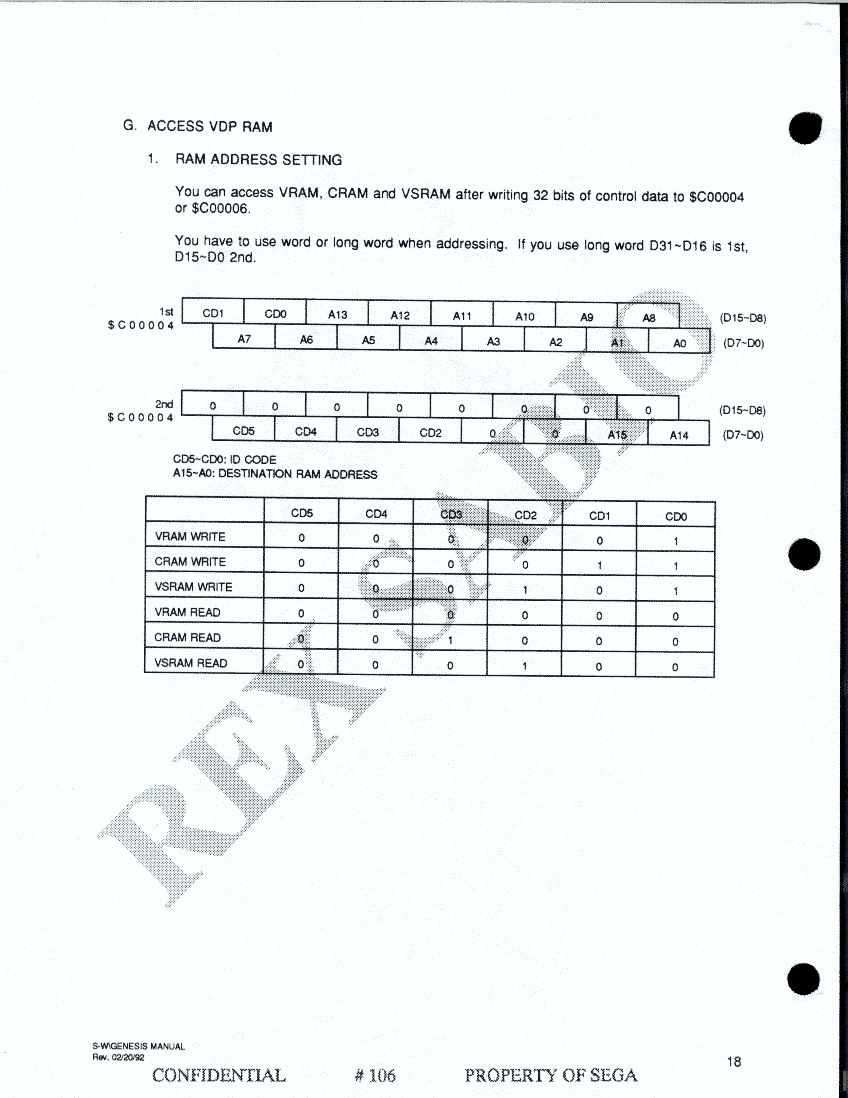 G. ACCESS VDP RAM
1. RAM ADDRESS SETTING
You can access VRAM, CRAM and VSRAM after writing 32 bits of control data to $C00004
or $C00006.
You have to use word or long word when addressing. If you use long word D31~D16 is 1st,
D15~D0 2nd.
1st
$C00004
CD1 CD0 A13 A12 A11 A10 A9 A8 (D15~D8)
A7 A6 A5 A4 A3 A2 A1 A0 (D7~D0)
2nd
$C00004
0 0 0 0 0 0 0 0 (D15~D8)
CD5 CD4 CD3 CD2 0 0 A15 A14 (D7~D0)
CD5~CD0: ID CODE
A15~A0: DESTINATION RAM ADDRESS
CD5 CD4 CD3 CD2 CD1 CD0
VRAM WRITE 0 0 0 0 0 1
CRAM WRITE 0 0 0 0 1 1
VSRAM WRITE 0 0 0 1 0 1
VRAM READ 0 0 0 0 0 0
CRAM READ 0 0 1 0 0 0
VSRAM READ 0 0 0 1 0 0
REX SABIO
S-W\GENESIS MANUAL
Rev. 02/20/92
18
CONFIDENTIAL # 106 PROPERTY OF SEGA